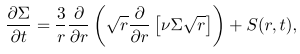 ∂Σ/∂t = 3/r ∂/∂r (√r ∂/∂r [νΣ√r]) + S(r, t),